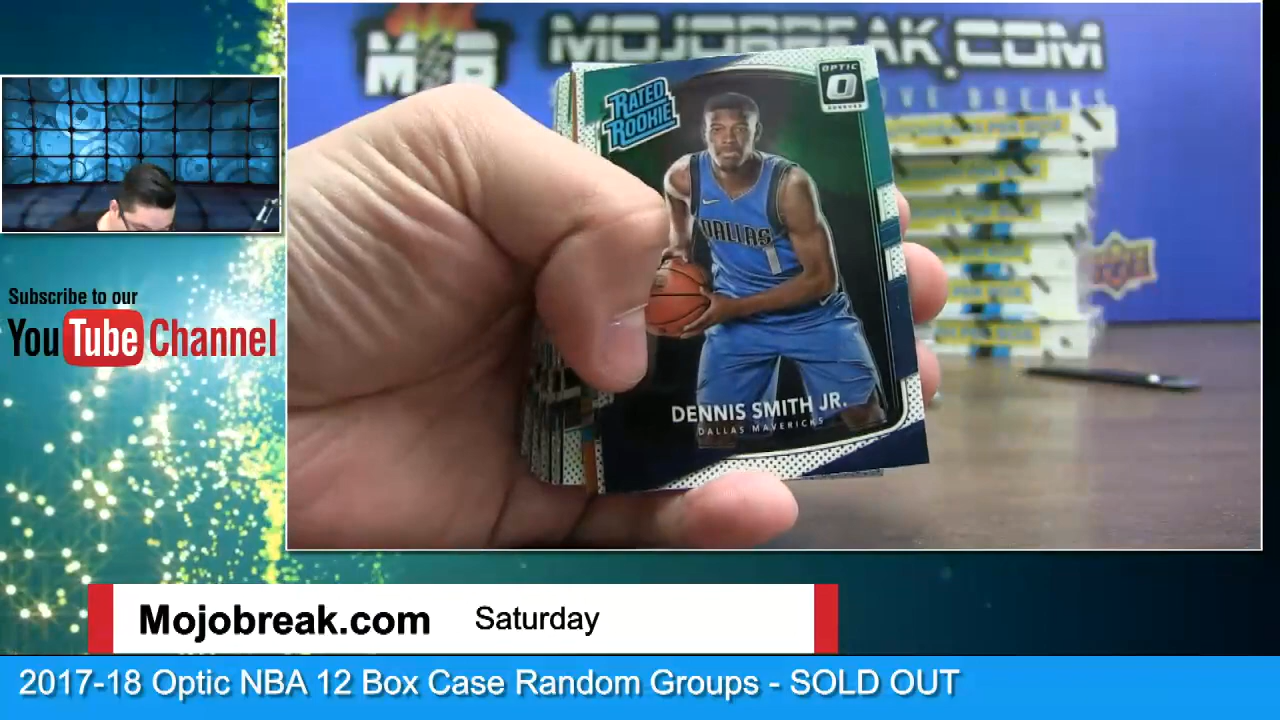 MOJOBREAK.COM
RATED
ROOKIE
OPTIC
DALLAS
1
DENNIS SMITH JR.
DALLAS MAVERICKS
Subscribe to our
YouTube Channel
Mojobreak.com Saturday
2017-18 Optic NBA 12 Box Case Random Groups - SOLD OUT